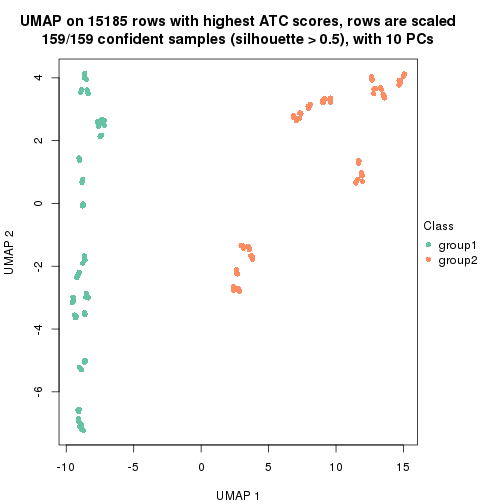 UMAP on 15185 rows with highest ATC scores, rows are scaled
159/159 confident samples (silhouette > 0.5), with 10 PCs
4
2
0
-2
-4
-6
UMAP 2
-10
-5
0
5
10
15
UMAP 1
Class
group1
group2